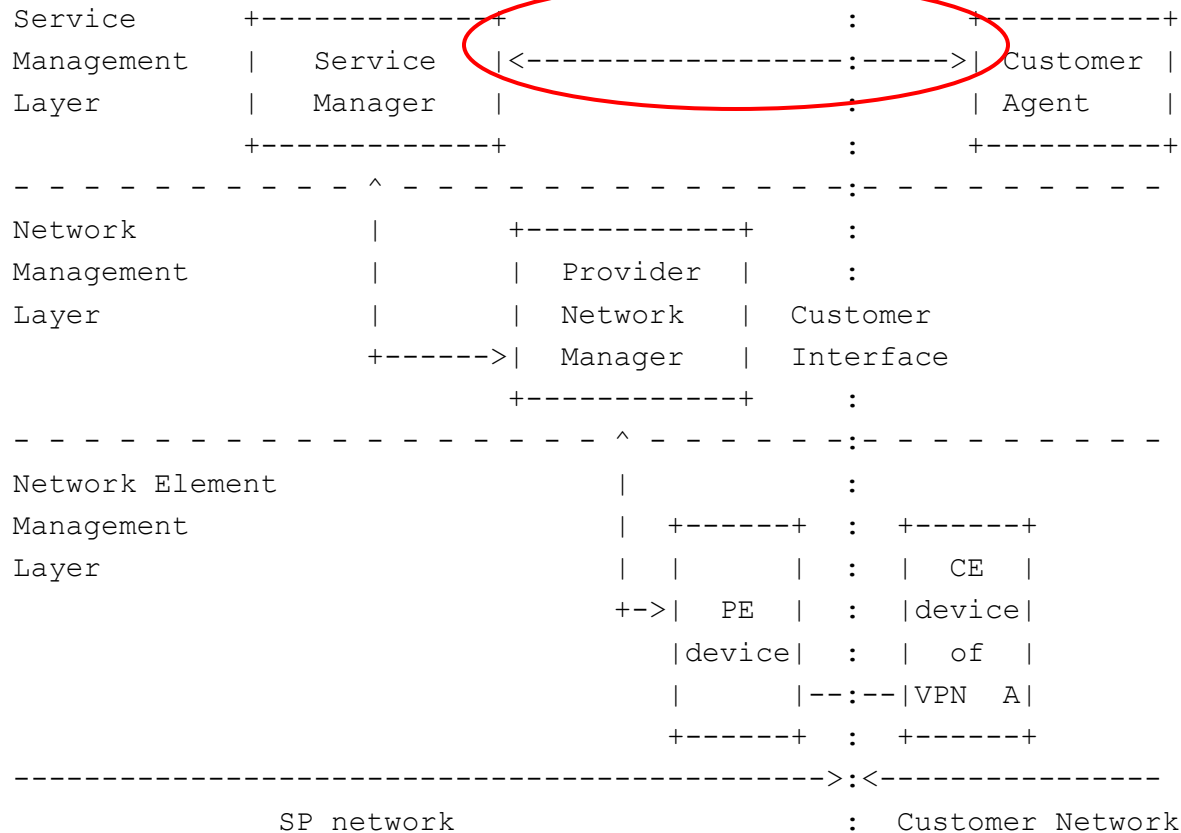 Service      +-------------+                   :      +----------+
Management   |   Service   |<------------------:----->| Customer |
Layer        |   Manager   |                   :      | Agent    |
             +-------------+                   :      +----------+
- - - - - - - - - - ^ - - - - - - - - - - - - -:- - - - - - - - -
Network             |       +------------+     :
Management          |       |  Provider  |     :
Layer               |       |  Network   |  Customer
                    +------>|  Manager   |  Interface
                            +------------+     :
- - - - - - - - - - - - - - - - - ^ - - - - - -:- - - - - - - - -
Network Element                   |            :
Management                        |  +------+  :  +------+
Layer                             |  |      |  :  |  CE  |
                                  +->|  PE  |  :  |device|
                                     |device|  :  |  of  |
                                     |      |--:--|VPN  A|
                                     +------+  :  +------+
---------------------------------------------->:<----------------
               SP network                      :  Customer Network